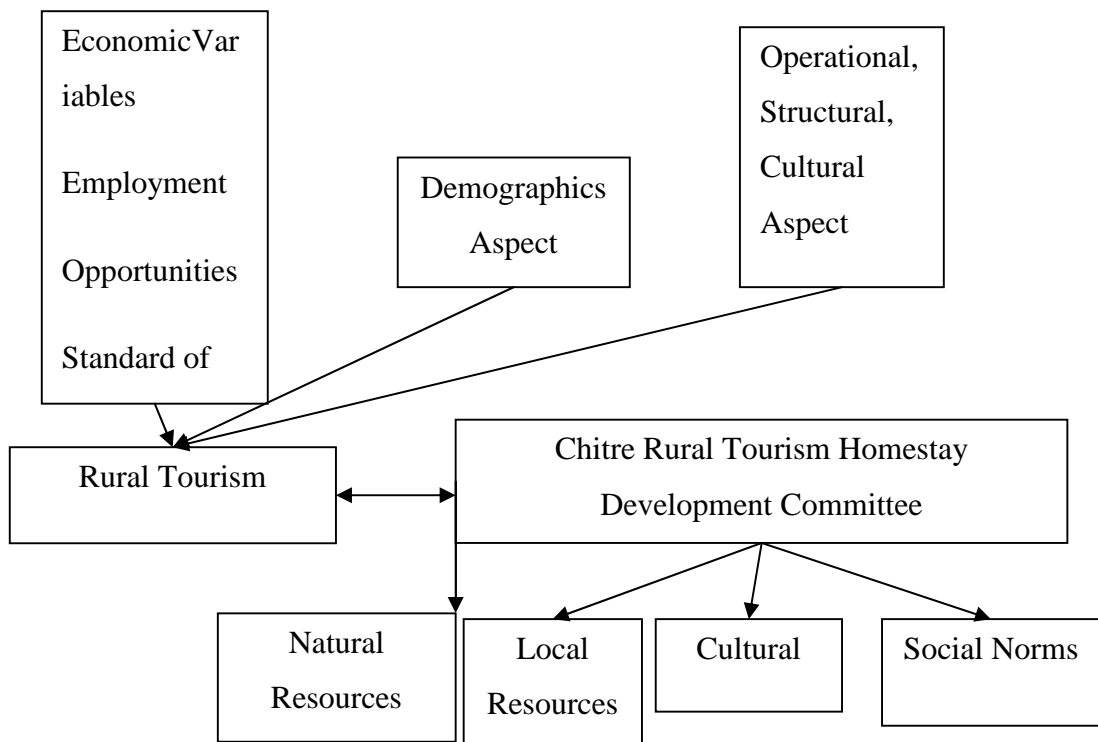 EconomicVar
iables
Employment
Opportunities
Standard of
Demographics
Aspect
Operational,
Structural,
Cultural
Aspect
Rural Tourism
Chitre Rural Tourism Homestay
Development Committee
Natural
Resources
Local
Resources
Cultural
Social Norms